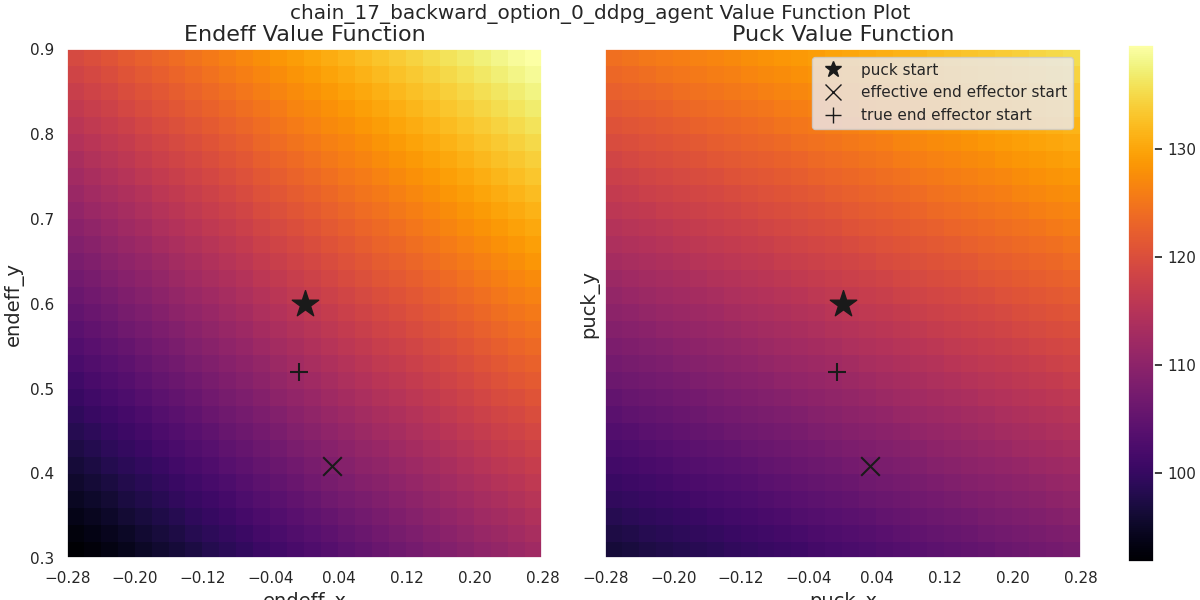 chain_17_backward_option_0_ddpg_agent Value Function Plot
Endeff Value Function
Puck Value Function
puck start
effective end effector start
true end effector start
endeff_y
0.9
0.8
0.7
0.6
0.5
0.4
0.3
−0.28 −0.20 −0.12 −0.04 0.04 0.12 0.20 0.28
endeff_x
puck_y
−0.28 −0.20 −0.12 −0.04 0.04 0.12 0.20 0.28
puck_x
130
120
110
100